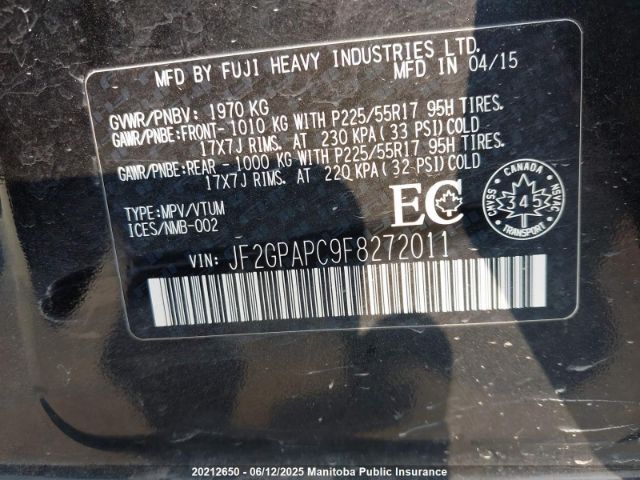 MFD BY FUJI HEAVY INDUSTRIES LTD.
MFD IN 04/15
GVWR/PNBV: 1970 KG
GAWR/PNBE:FRONT- 1010 KG WITH P225/55R17 95H TIRES.
17X7J RIMS. AT 230 KPA(33 PSI)COLD
GAWR/PNBE:REAR - 1000 KG WITH P225/55R17 95H TIRES.
17X7J RIMS. AT 220 KPA(32 PSI)COLD
TYPE:MPV/VTUM
ICES/NMB-002
EC
CANADA
CMVSS
345
NSVAC
TRANSPORT
VIN: JF2GPAPC9F8272011
20212650 - 06/12/2025 Manitoba Public Insurance